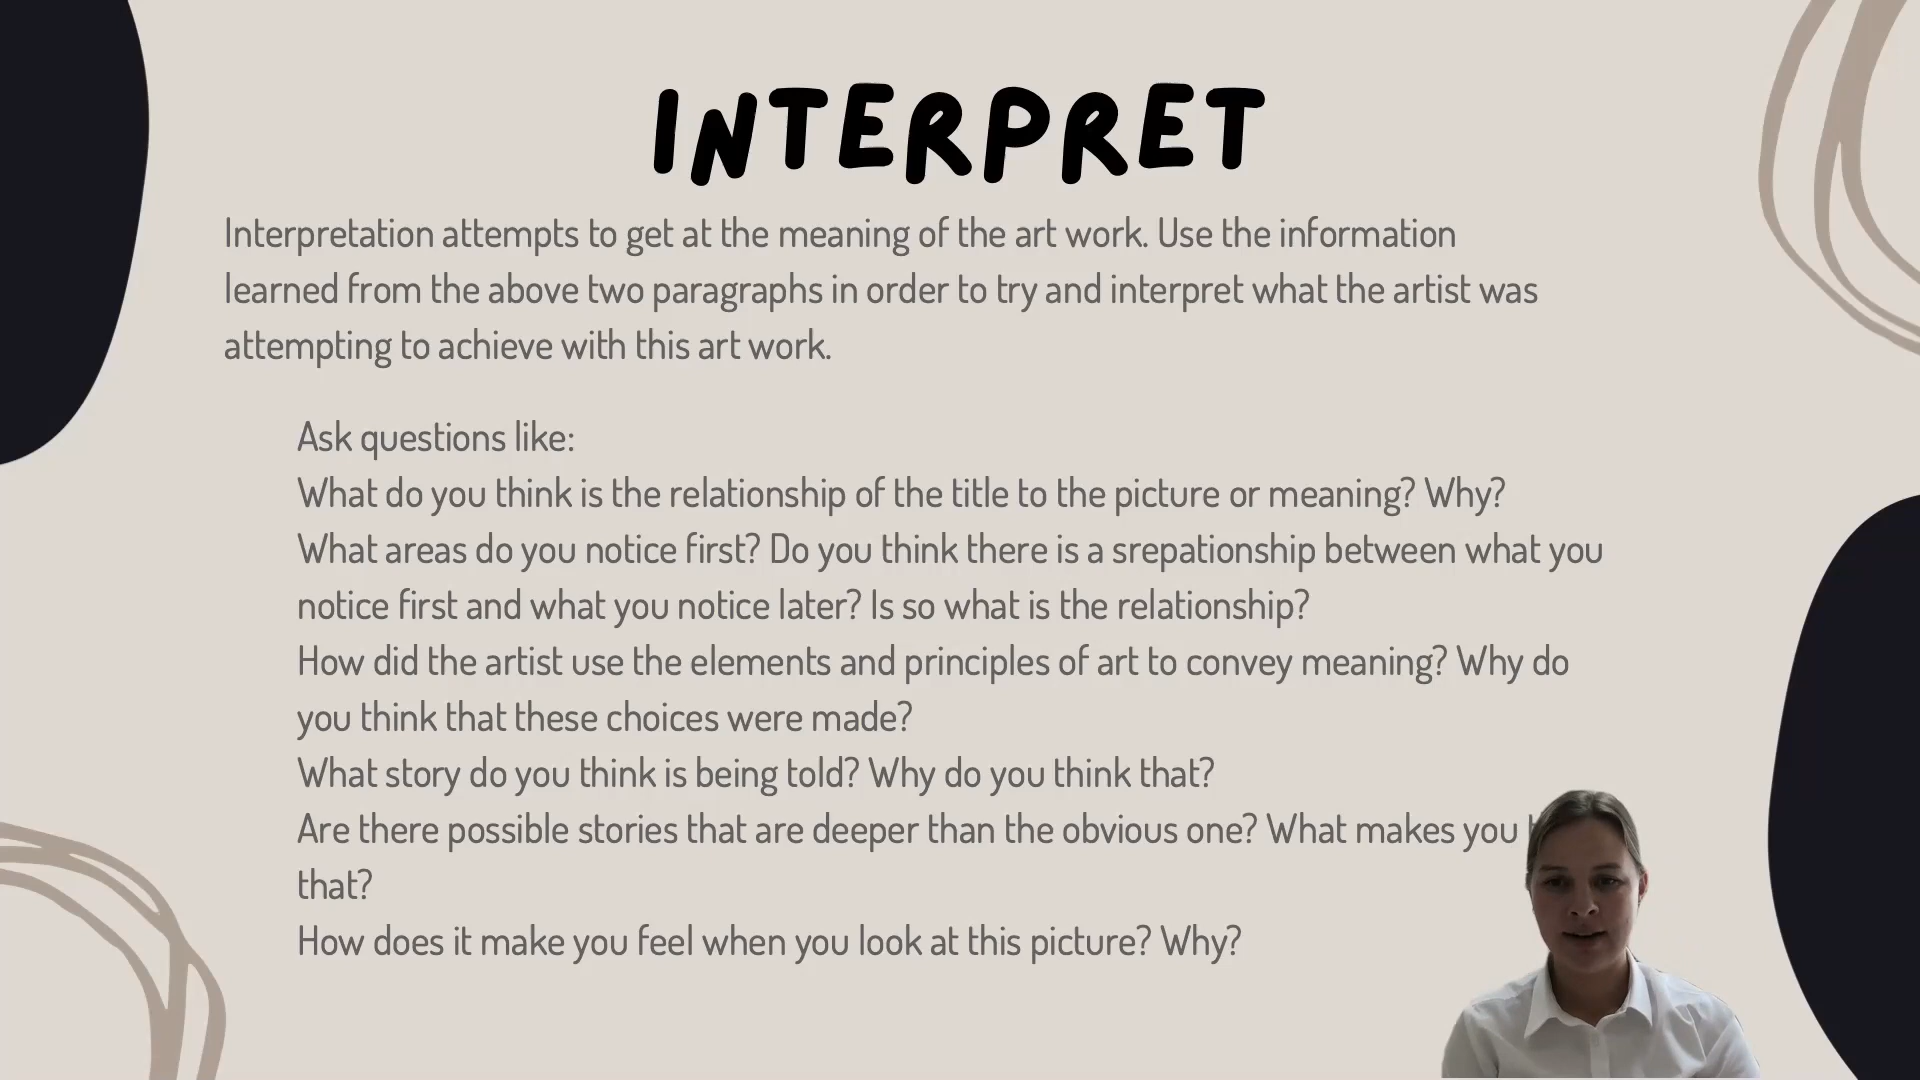 INTERPRET
Interpretation attempts to get at the meaning of the art work. Use the information
learned from the above two paragraphs in order to try and interpret what the artist was
attempting to achieve with this art work.
Ask questions like:
What do you think is the relationship of the title to the picture or meaning? Why?
What areas do you notice first? Do you think there is a srepationship between what you
notice first and what you notice later? Is so what is the relationship?
How did the artist use the elements and principles of art to convey meaning? Why do
you think that these choices were made?
What story do you think is being told? Why do you think that?
Are there possible stories that are deeper than the obvious one? What makes you
that?
How does it make you feel when you look at this picture? Why?